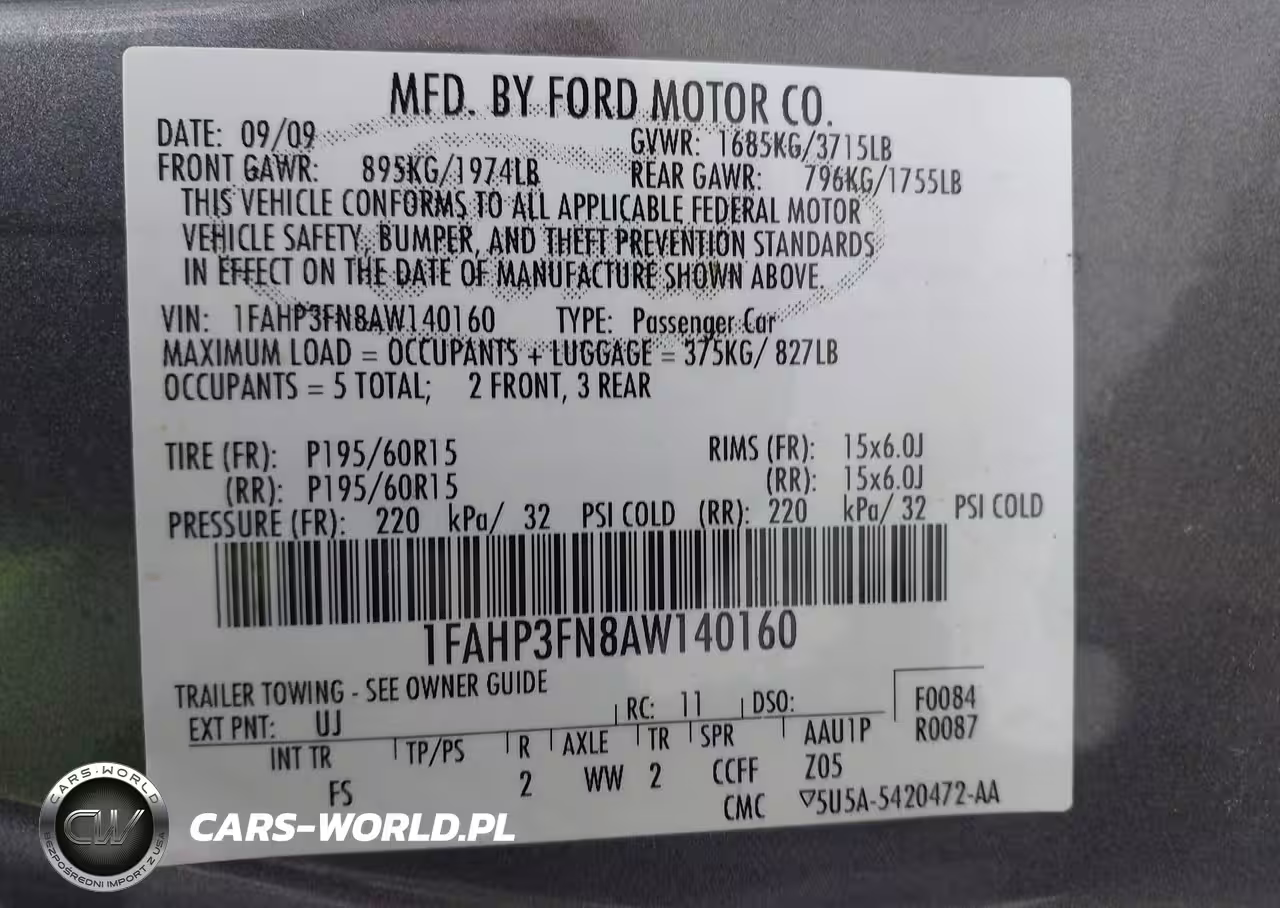 MFD. BY FORD MOTOR CO.
DATE: 09/09 GVWR: 1685KG/3715LB
FRONT GAWR: 895KG/1974LB REAR GAWR: 796KG/1755LB
THIS VEHICLE CONFORMS TO ALL APPLICABLE FEDERAL MOTOR
VEHICLE SAFETY, BUMPER, AND THEFT PREVENTION STANDARDS
IN EFFECT ON THE DATE OF MANUFACTURE SHOWN ABOVE.
VIN: 1FAHP3FN8AW140160 TYPE: Passenger Car
MAXIMUM LOAD = OCCUPANTS + LUGGAGE = 375KG/ 827LB
OCCUPANTS = 5 TOTAL; 2 FRONT, 3 REAR
TIRE (FR): P195/60R15 RIMS (FR): 15x6.0J
(RR): P195/60R15 (RR): 15x6.0J
PRESSURE (FR): 220 kPa/ 32 PSI COLD (RR): 220 kPa/ 32 PSI COLD
1FAHP3FN8AW140160
TRAILER TOWING - SEE OWNER GUIDE
EXT PNT: UJ RC: 11 DSO: F0084
INT TR TP/PS R AXLE TR SPR AAU1P R0087
FS 2 WW 2 CCFF Z05
CMC ▽5U5A-5420472-AA
CARS-WORLD
CW
BEZPOŚREDNI IMPORT Z USA
CARS-WORLD.PL